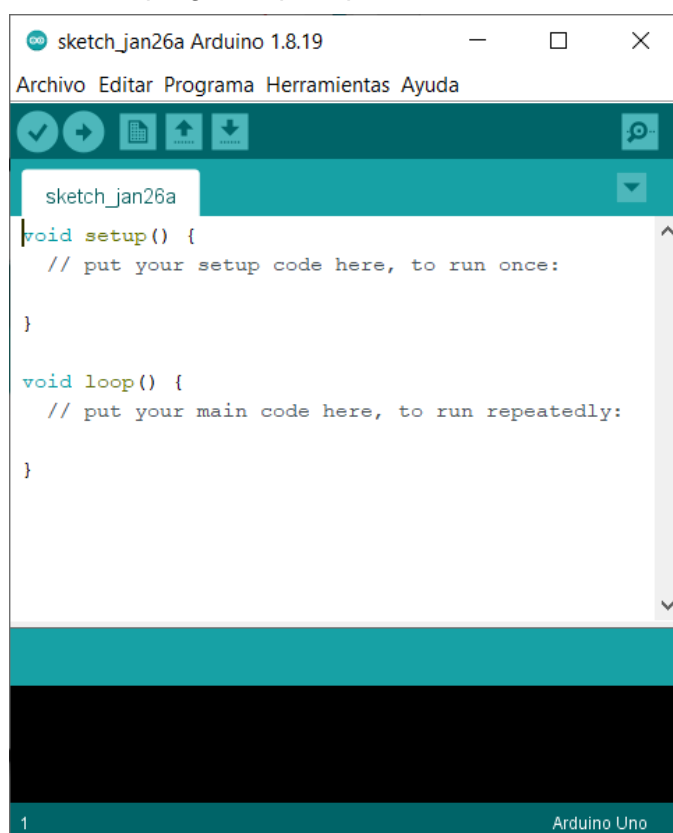 sketch_jan26a Arduino 1.8.19
Archivo Editar Programa Herramientas Ayuda
sketch_jan26a
void setup() {
// put your setup code here, to run once:
}
void loop() {
// put your main code here, to run repeatedly:
}
1
Arduino Uno